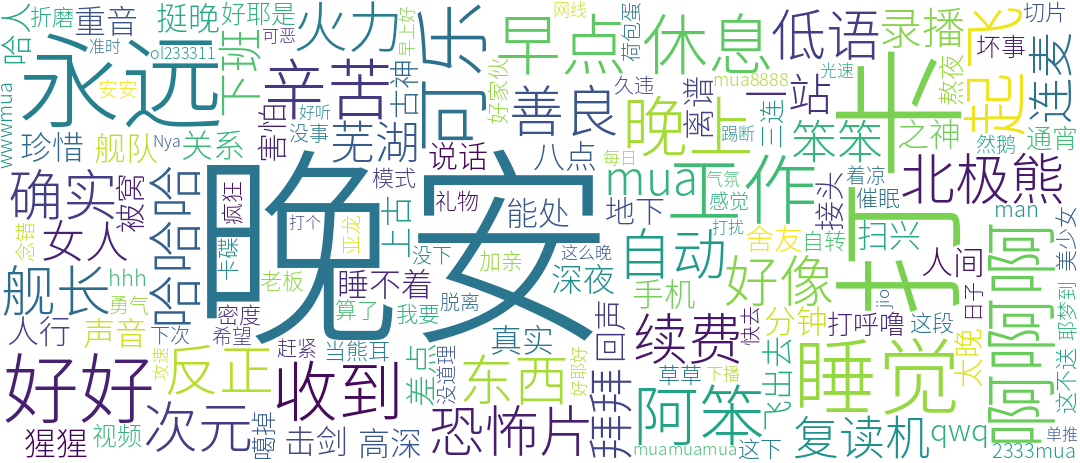 晚安
永远
睡觉
打卡
工作
早点休息
晚上
可乐
辛苦
火力
善良
低语
录播
起飞
连麦
北极熊
自动
好像
续费
东西
阿笨
恐怖片
收到
反正
好好
确实
舰长
女人
次元
哈哈哈哈
啊啊啊啊
mua
复读机
拜拜
笨笨
芜湖
说话
一站
离谱
三连
八点
能处
地下
深夜
睡不着
真实
回声
手机
分钟
飞出去
打呼噜
人间
扫兴
舍友
接头
之神
通宵
熬夜
坏事
切片
然鹅
man
美少女
耶梦到
日子
太晚
这不送
单推
2333mua
qwq
这段
jio
快去
自转
催眠
着凉
感觉
气氛
打扰
每日
踢断
光速
mua8888
荷包蛋
网线
久违
没事
好听
害怕
古神
上古
好家伙
早上好
可恶
好耶是
挺晚
下班
重音
折磨
哈人
准时
安安
ol233311
Nya
关系
舰队
珍惜
wwwmua
被窝
疯狂
模式
打个
礼物
亚龙
没下
加亲
这么晚
脱离
我要
算了
老板
卡碟
密度
希望
赶紧
当熊耳
没道理
差点
草草
好耶好
下播
muamuamua
这下
高深
击剑
噶掉
攻速
下次
声音
勇气
hhh
念错
人行
猩猩
视频